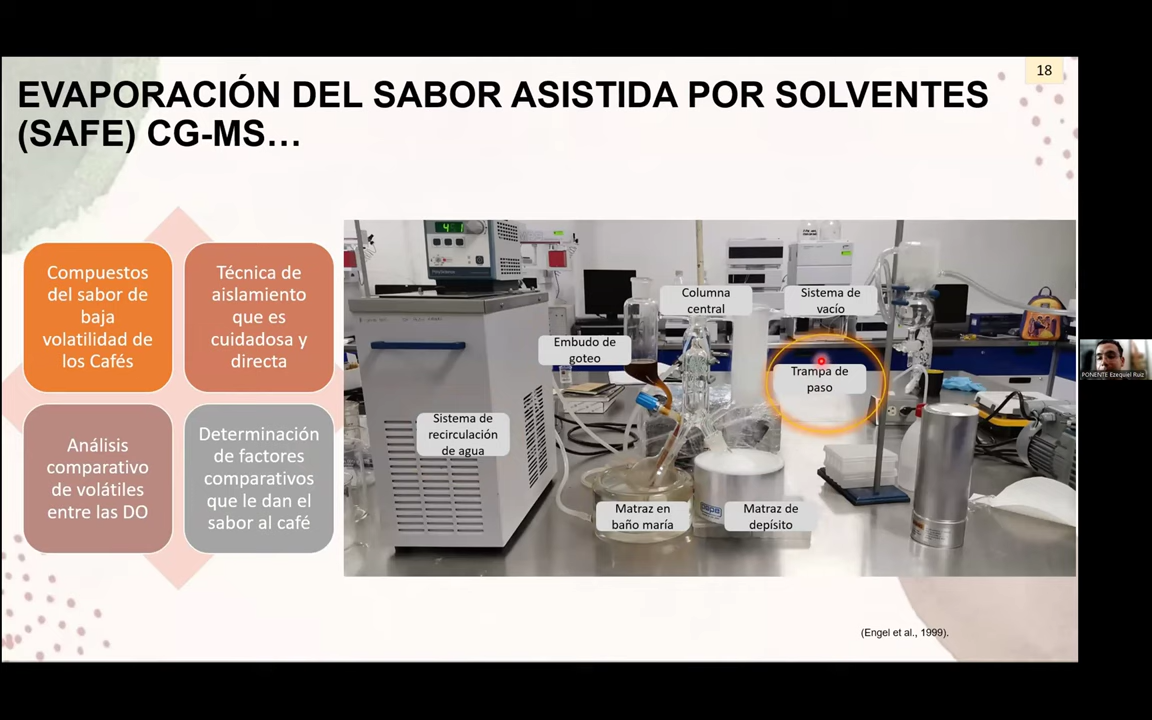 18
EVAPORACIÓN DEL SABOR ASISTIDA POR SOLVENTES
(SAFE) CG-MS…
Compuestos
del sabor de
baja
volatilidad de
los Cafés
Técnica de
aislamiento
que es
cuidadosa y
directa
Análisis
comparativo
de volátiles
entre las DO
Determinación
de factores
comparativos
que le dan el
sabor al café
Columna
central
Sistema de
vacío
Embudo de
goteo
Trampa de
paso
Sistema de
recirculación
de agua
Matraz en
baño maría
Matraz de
depósito
(Engel et al., 1999).
PONENTE Ezequiel Ruiz